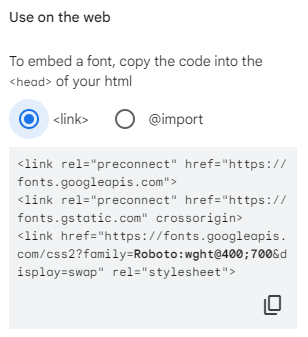 Use on the web
To embed a font, copy the code into the
<head> of your html
<link> @import
<link rel="preconnect" href="https://
fonts.googleapis.com">
<link rel="preconnect" href="https://
fonts.gstatic.com" crossorigin>
<link href="https://fonts.googleapis.
com/css2?family=Roboto:wght@400;700&d
isplay=swap" rel="stylesheet">